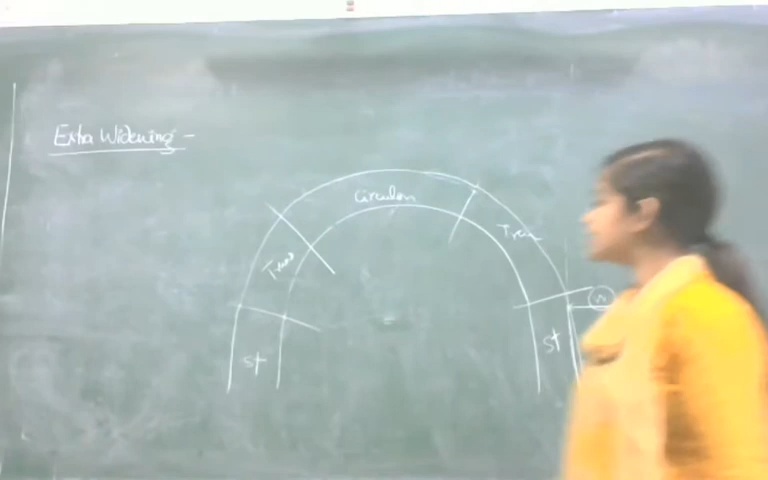 Extra Widening -
Circular
Tran
Tran
St
St